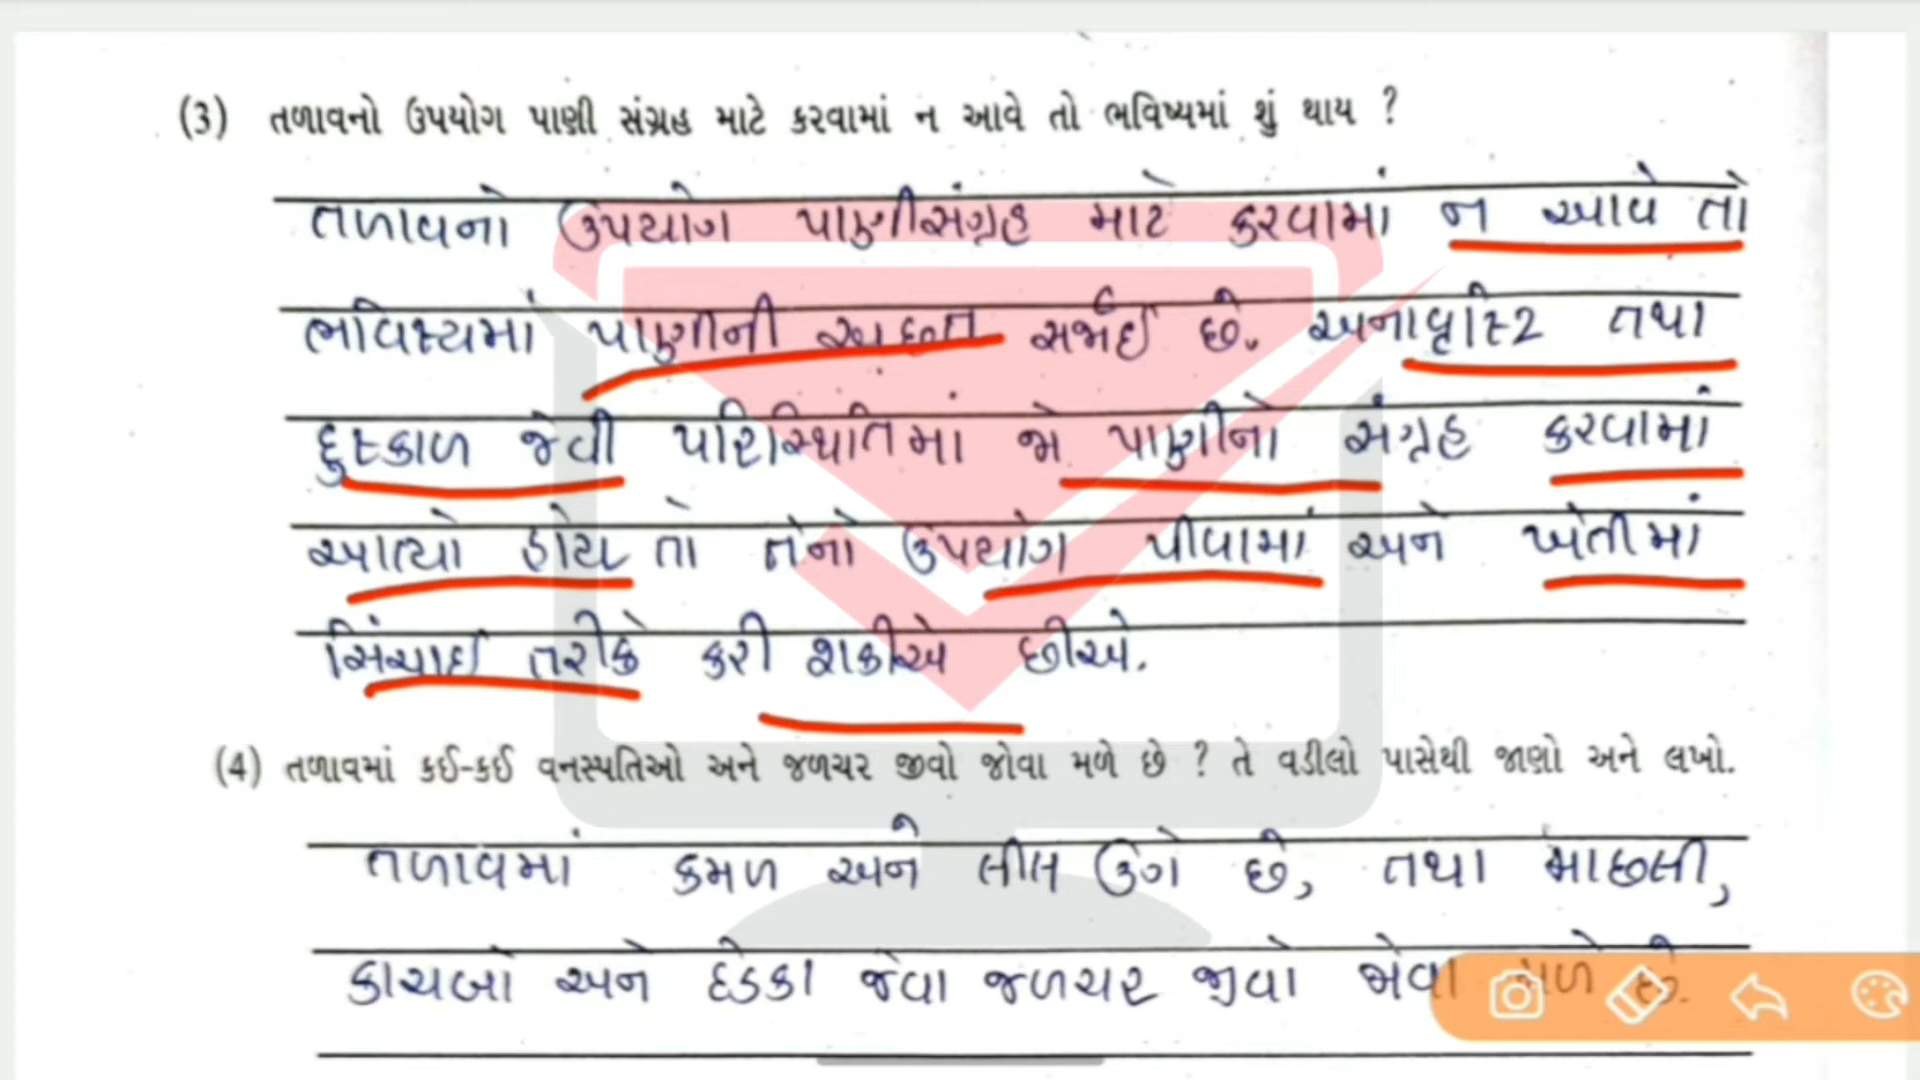 (3) તળાવનો ઉપયોગ પાણી સંગ્રહ માટે કરવામાં ન આવે તો ભવિષ્યમાં શું થાય ?
તળાવનો ઉપયોગ પાણીસંગ્રહ માટે કરવામાં ન આવે તો
ભવિષ્યમાં પાણીની અછત સર્જાઈ છે. અનાવૃષ્ટિ તથા
દુષ્કાળ જેવી પરિસ્થિતિમાં જો પાણીનો સંગ્રહ કરવામાં
આવ્યો હોય તો તેનો ઉપયોગ પીવામાં અને ખેતીમાં
સિંચાઈ તરીકે કરી શકીએ છીએ.
(4) તળાવમાં કઈ-કઈ વનસ્પતિઓ અને જળચર જીવો જોવા મળે છે ? તે વડીલો પાસેથી જાણો અને લખો.
તળાવમાં કમળ અને લીલ ઉગે છે, તથા માછલી,
કાચબો અને દેડકા જેવા જળચર જીવો જોવા મળે છે.